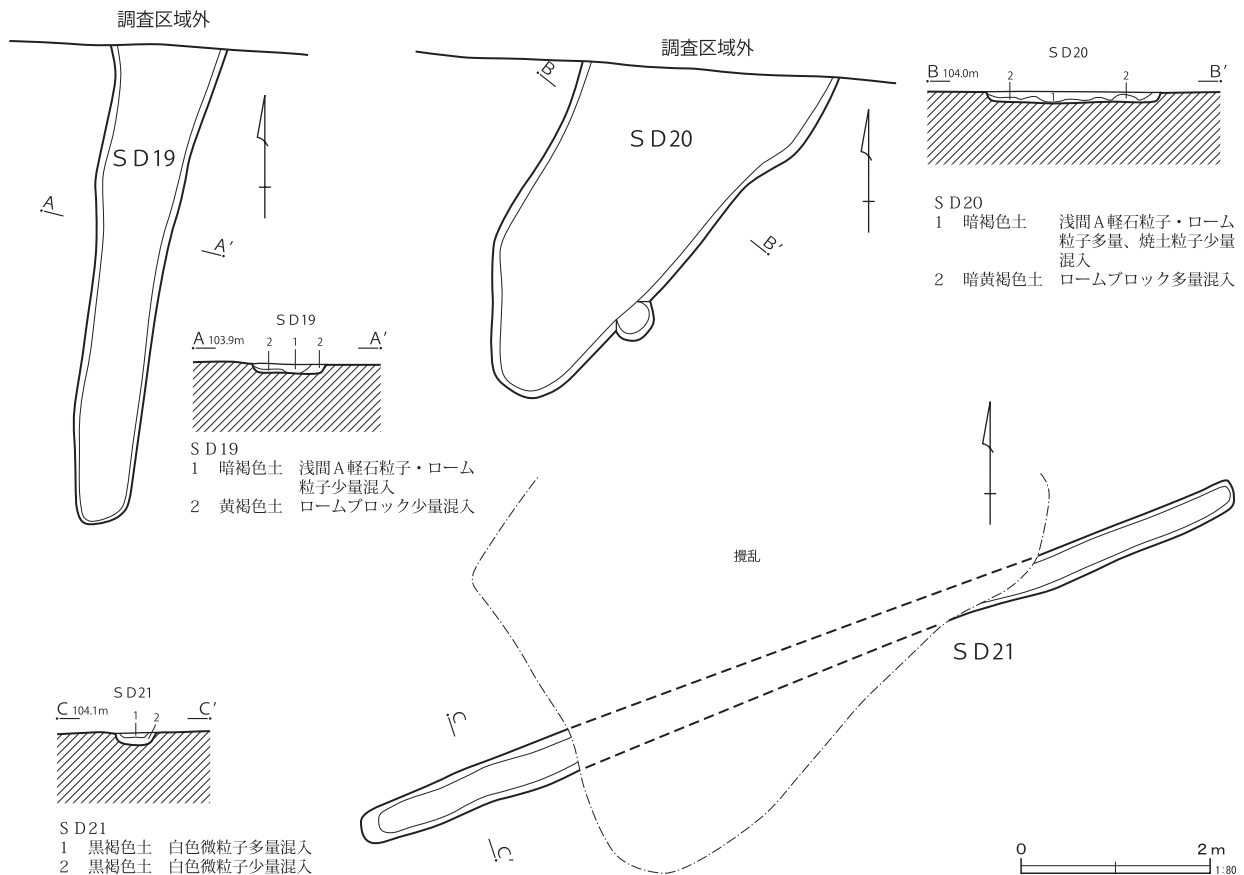 調査区域外
SD19
A
A′
SD19
A 103.9m
A′
2 1 2
SD19
1 暗褐色土 浅間A軽石粒子・ローム
粒子少量混入
2 黄褐色土 ロームブロック少量混入
調査区域外
B
SD20
B′
SD20
B 104.0m
B′
2 1 2
SD20
1 暗褐色土 浅間A軽石粒子・ローム
粒子多量、焼土粒子少量
混入
2 暗黄褐色土 ロームブロック多量混入
攪乱
SD21
C
C′
SD21
C 104.1m
C′
1 2
SD21
1 黒褐色土 白色微粒子多量混入
2 黒褐色土 白色微粒子少量混入
0 2m
1:80